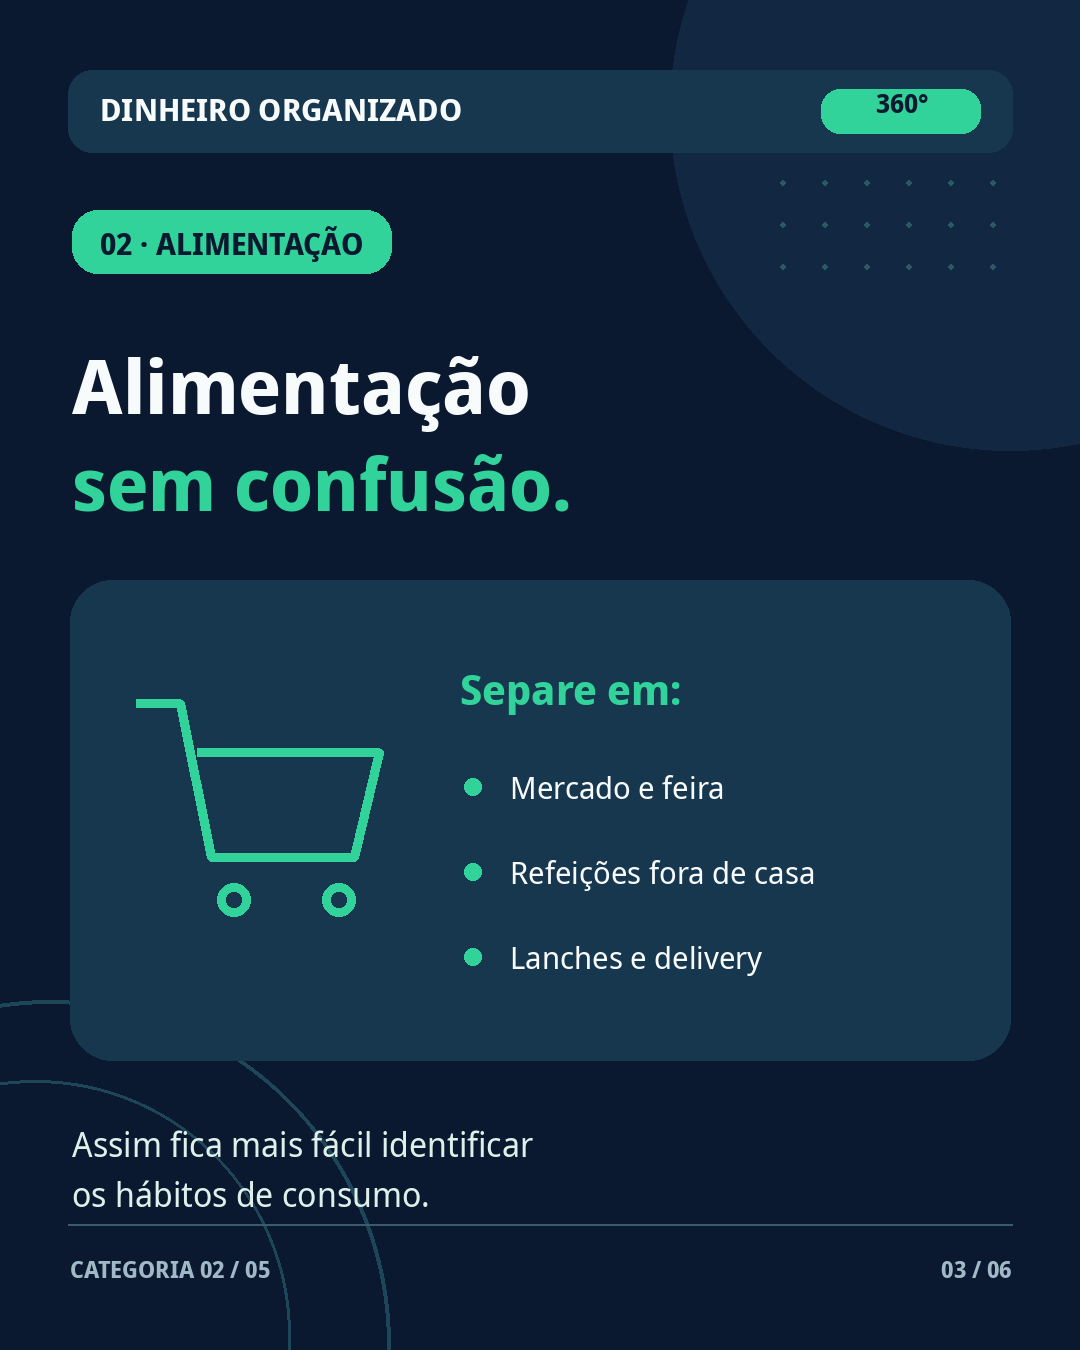 DINHEIRO ORGANIZADO
360°
02 · ALIMENTAÇÃO
Alimentação
sem confusão.
Separe em:
Mercado e feira
Refeições fora de casa
Lanches e delivery
Assim fica mais fácil identificar
os hábitos de consumo.
CATEGORIA 02 / 05
03 / 06